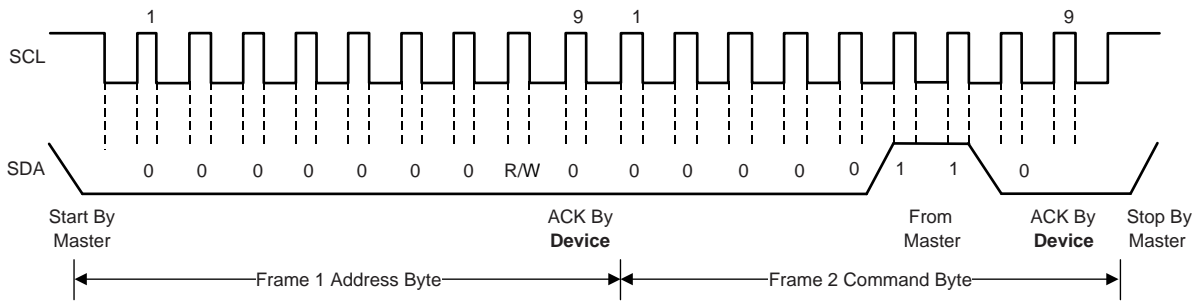 1 9 1 9
SCL
SDA 0 0 0 0 0 0 0 R/W 0 0 0 0 0 0 1 1 0
Start By Master
ACK By Device
From Master
ACK By Device
Stop By Master
Frame 1 Address Byte
Frame 2 Command Byte